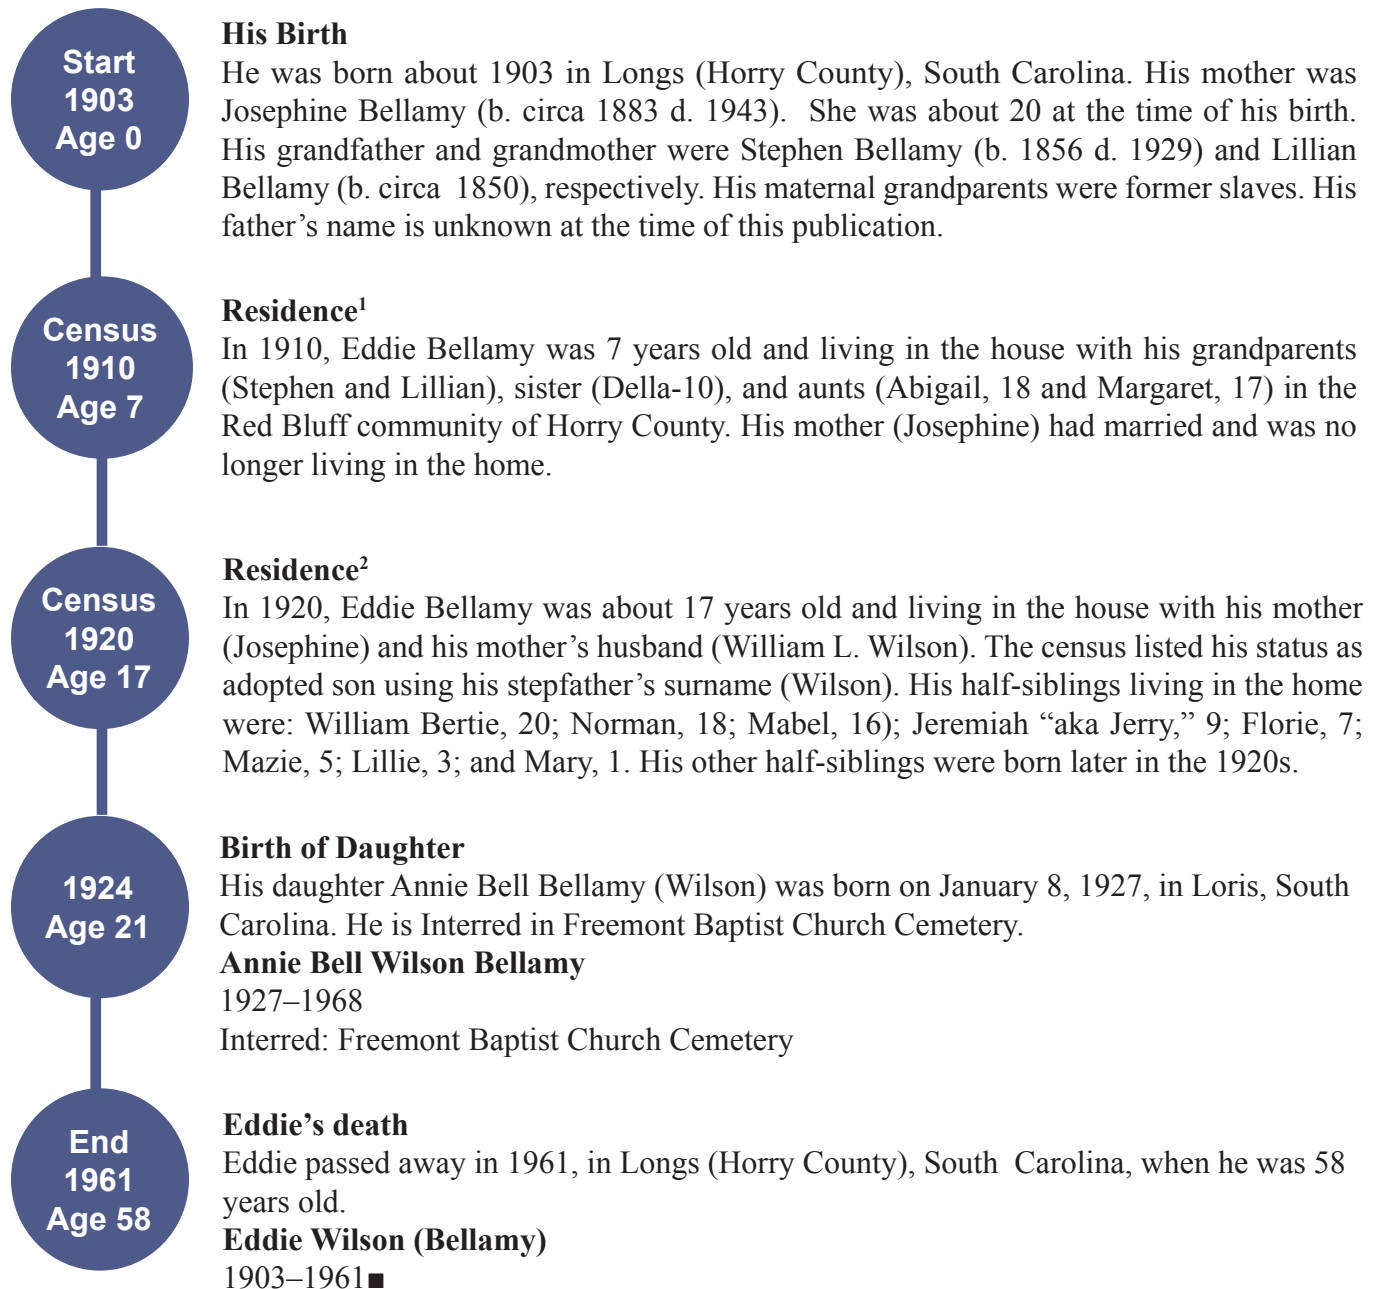 Start
1903
Age 0
His Birth
He was born about 1903 in Longs (Horry County), South Carolina. His mother was
Josephine Bellamy (b. circa 1883 d. 1943).  She was about 20 at the time of his birth.
His grandfather and grandmother were Stephen Bellamy (b. 1856 d. 1929) and Lillian
Bellamy (b. circa  1850), respectively. His maternal grandparents were former slaves. His
father’s name is unknown at the time of this publication.
Census
1910
Age 7
Residence¹
In 1910, Eddie Bellamy was 7 years old and living in the house with his grandparents
(Stephen and Lillian), sister (Della-10), and aunts (Abigail, 18 and Margaret, 17) in the
Red Bluff community of Horry County. His mother (Josephine) had married and was no
longer living in the home.
Census
1920
Age 17
Residence²
In 1920, Eddie Bellamy was about 17 years old and living in the house with his mother
(Josephine) and his mother’s husband (William L. Wilson). The census listed his status as
adopted son using his stepfather’s surname (Wilson). His half-siblings living in the home
were: William Bertie, 20; Norman, 18; Mabel, 16); Jeremiah “aka Jerry,” 9; Florie, 7;
Mazie, 5; Lillie, 3; and Mary, 1. His other half-siblings were born later in the 1920s.
1924
Age 21
Birth of Daughter
His daughter Annie Bell Bellamy (Wilson) was born on January 8, 1927, in Loris, South
Carolina. He is Interred in Freemont Baptist Church Cemetery.
Annie Bell Wilson Bellamy
1927–1968
Interred: Freemont Baptist Church Cemetery
End
1961
Age 58
Eddie’s death
Eddie passed away in 1961, in Longs (Horry County), South  Carolina, when he was 58
years old.
Eddie Wilson (Bellamy)
1903–1961■